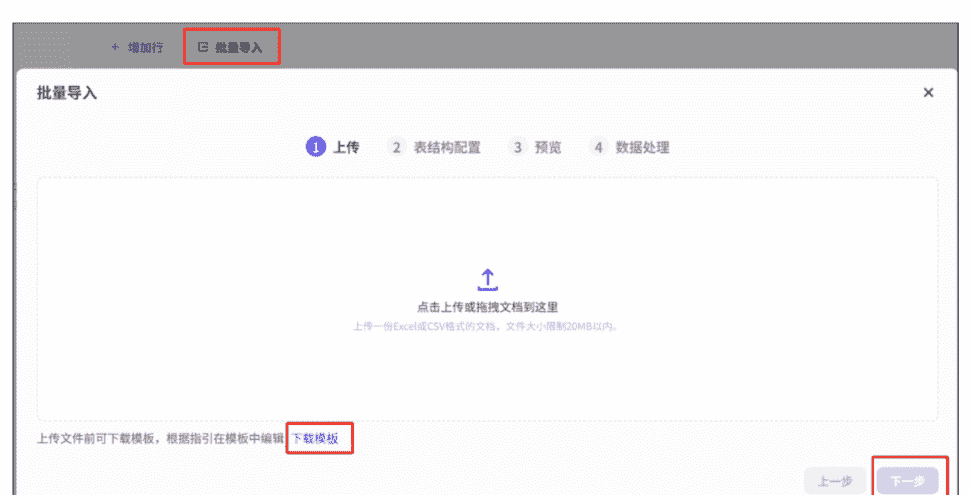 + 增加行 批量导入
批量导入 ×
1 上传 2 表结构配置 3 预览 4 数据处理
点击上传或拖拽文档到这里
上传一份Excel或CSV格式的文档，文件大小限制20MB以内。
上传文件前可下载模板，根据指引在模板中编辑 下载模板
上一步 下一步